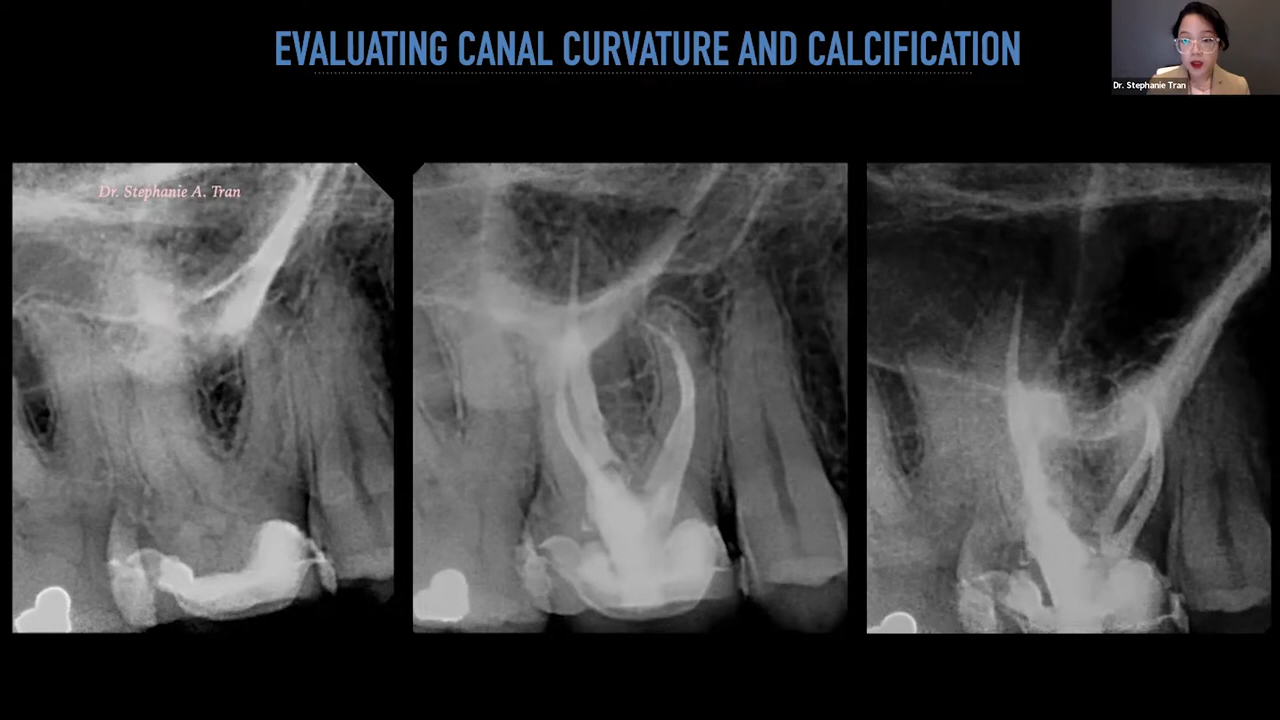 EVALUATING CANAL CURVATURE AND CALCIFICATION
Dr. Stephanie Tran
Dr. Stephanie A. Tran